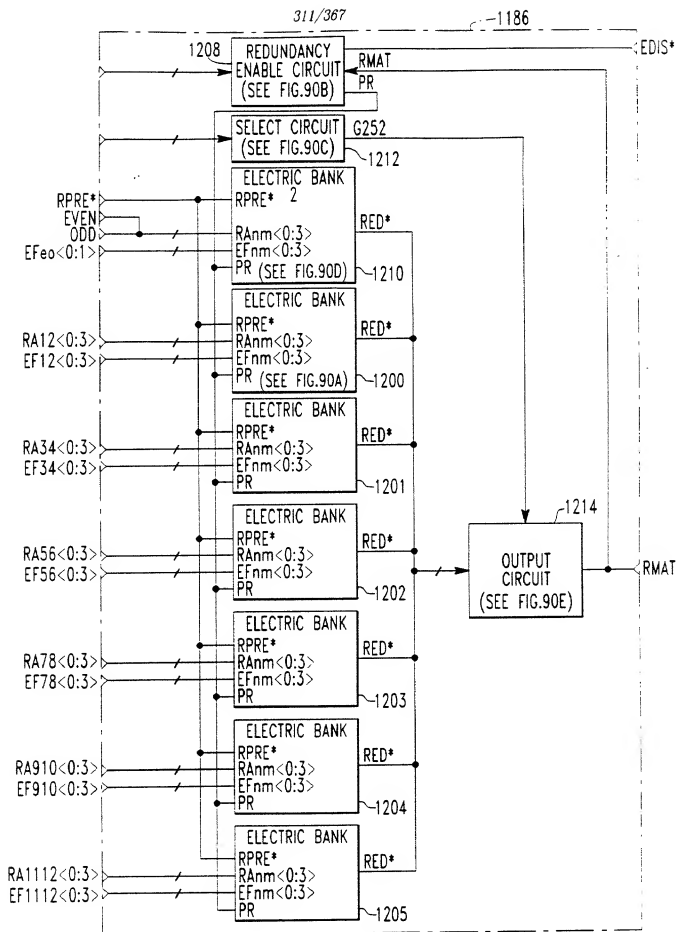 311/367
1186
1208
REDUNDANCY
ENABLE CIRCUIT
(SEE FIG.90B)
EDIS*
RMAT
PR
SELECT CIRCUIT
(SEE FIG.90C)
G252
1212
ELECTRIC BANK
2
RPRE*
RPRE*
EVEN
ODD
RAnm<0:3>
RED*
EFeo<0:1>
EFnm<0:3>
PR (SEE FIG.90D)
1210
ELECTRIC BANK
RPRE*
RED*
RA12<0:3>
RAnm<0:3>
EF12<0:3>
EFnm<0:3>
PR (SEE FIG.90A)
1200
ELECTRIC BANK
RPRE*
RED*
RA34<0:3>
RAnm<0:3>
EF34<0:3>
EFnm<0:3>
PR
1201
ELECTRIC BANK
RPRE*
RED*
RA56<0:3>
RAnm<0:3>
EF56<0:3>
EFnm<0:3>
PR
1202
1214
OUTPUT
CIRCUIT
(SEE FIG.90E)
RMAT
ELECTRIC BANK
RPRE*
RED*
RA78<0:3>
RAnm<0:3>
EF78<0:3>
EFnm<0:3>
PR
1203
ELECTRIC BANK
RPRE*
RED*
RA910<0:3>
RAnm<0:3>
EF910<0:3>
EFnm<0:3>
PR
1204
ELECTRIC BANK
RPRE*
RED*
RA1112<0:3>
RAnm<0:3>
EF1112<0:3>
EFnm<0:3>
PR
1205